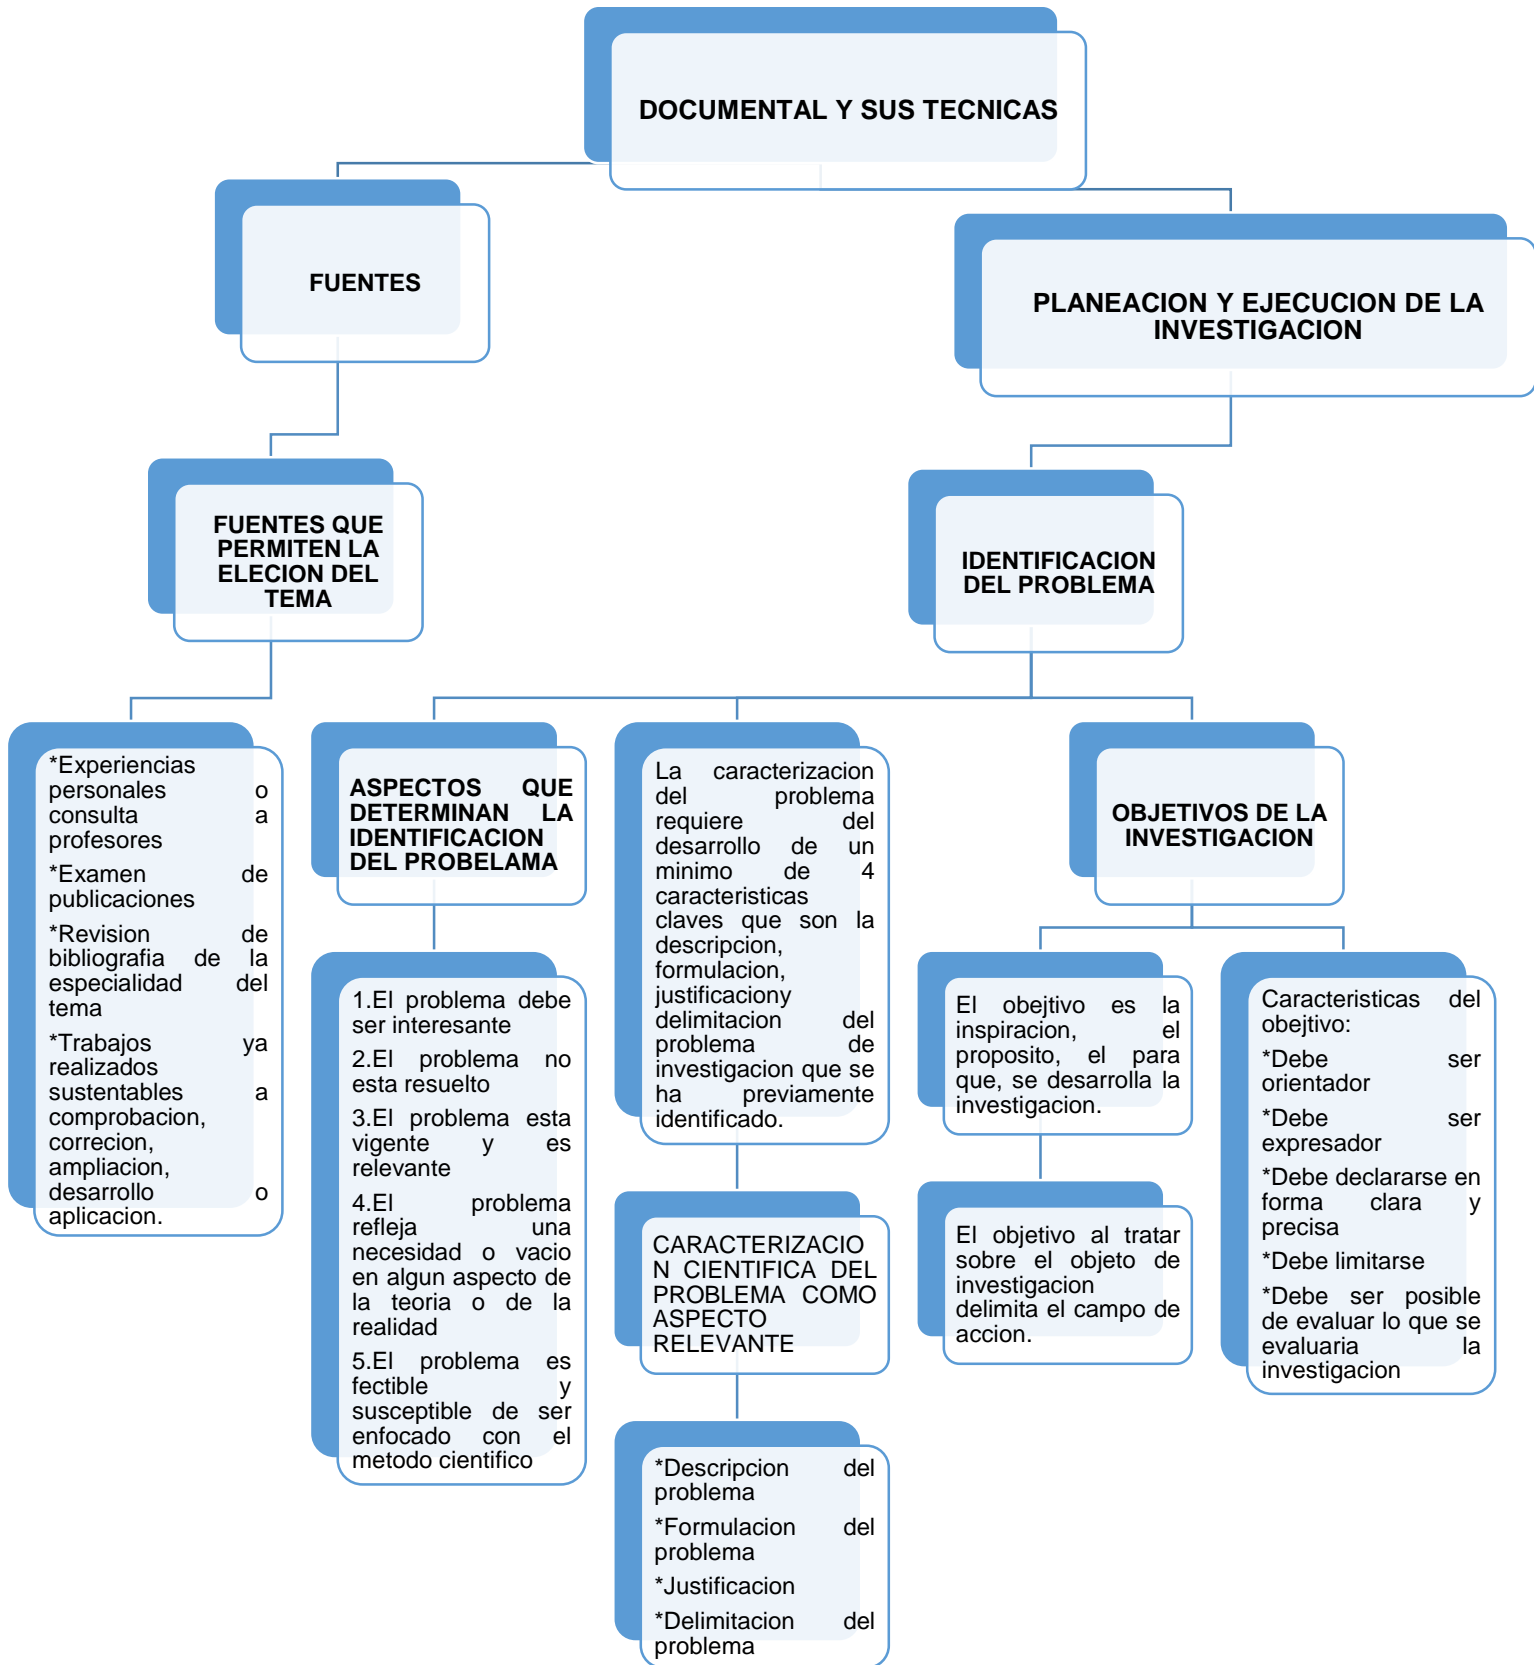 DOCUMENTAL Y SUS TECNICAS
FUENTES
PLANEACION Y EJECUCION DE LA
INVESTIGACION
FUENTES QUE
PERMITEN LA
ELECION DEL
TEMA
IDENTIFICACION
DEL PROBLEMA
*Experiencias
personales o
consulta a
profesores
*Examen de
publicaciones
*Revision de
bibliografia de la
especialidad del
tema
*Trabajos ya
realizados
sustentables a
comprobacion,
correcion,
ampliacion,
desarrollo o
aplicacion.
ASPECTOS QUE
DETERMINAN LA
IDENTIFICACION
DEL PROBELAMA
1.El problema debe
ser interesante
2.El problema no
esta resuelto
3.El problema esta
vigente y es
relevante
4.El problema
refleja una
necesidad o vacio
en algun aspecto de
la teoria o de la
realidad
5.El problema es
fectible y
susceptible de ser
enfocado con el
metodo cientifico
La caracterizacion
del problema
requiere del
desarrollo de un
minimo de 4
caracteristicas
claves que son la
descripcion,
formulacion,
justificaciony
delimitacion del
problema de
investigacion que se
ha previamente
identificado.
CARACTERIZACIO
N CIENTIFICA DEL
PROBLEMA COMO
ASPECTO
RELEVANTE
*Descripcion del
problema
*Formulacion del
problema
*Justificacion
*Delimitacion del
problema
OBJETIVOS DE LA
INVESTIGACION
El obejtivo es la
inspiracion, el
proposito, el para
que, se desarrolla la
investigacion.
El objetivo al tratar
sobre el objeto de
investigacion
delimita el campo de
accion.
Caracteristicas del
obejtivo:
*Debe ser
orientador
*Debe ser
expresador
*Debe declararse en
forma clara y
precisa
*Debe limitarse
*Debe ser posible
de evaluar lo que se
evaluaria la
investigacion